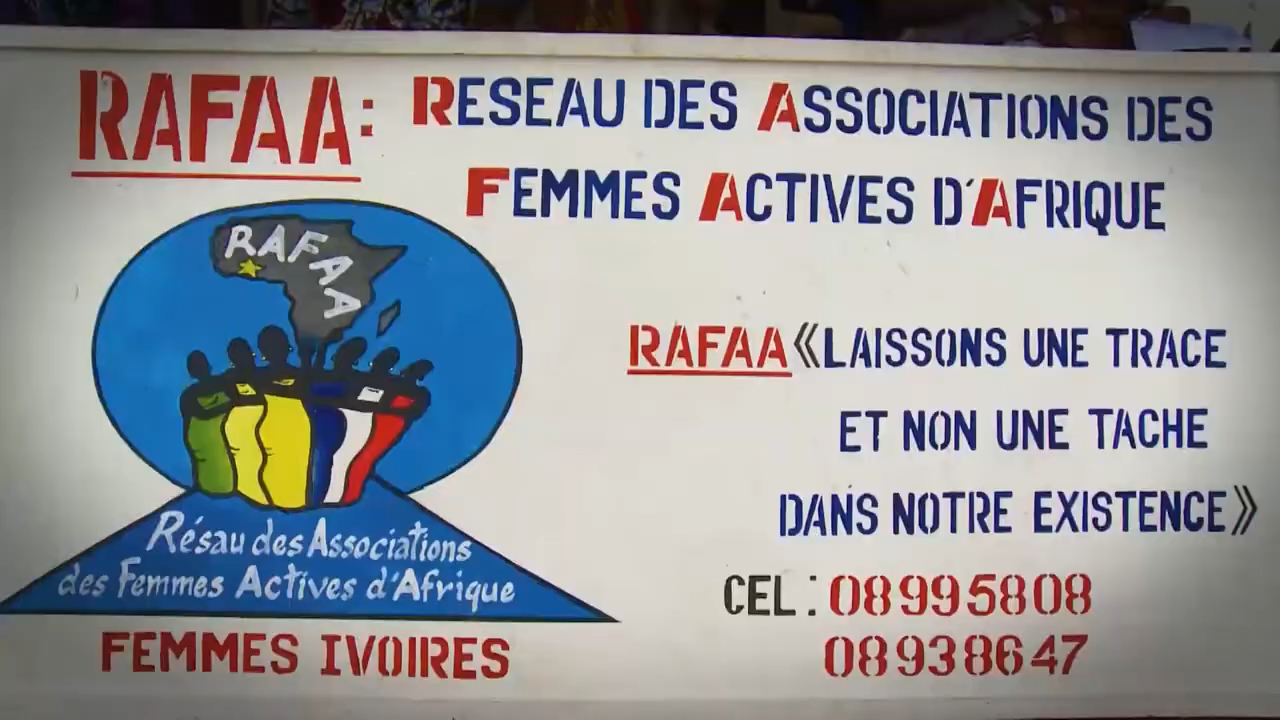 RAFAA: RESEAU DES ASSOCIATIONS DES
FEMMES ACTIVES D'AFRIQUE
RAFAA
RAFAA «LAISSONS UNE TRACE
ET NON UNE TACHE
DANS NOTRE EXISTENCE»
Résau des Associations
des Femmes Actives d'Afrique
FEMMES IVOIRES
CEL: 08995808
08938647